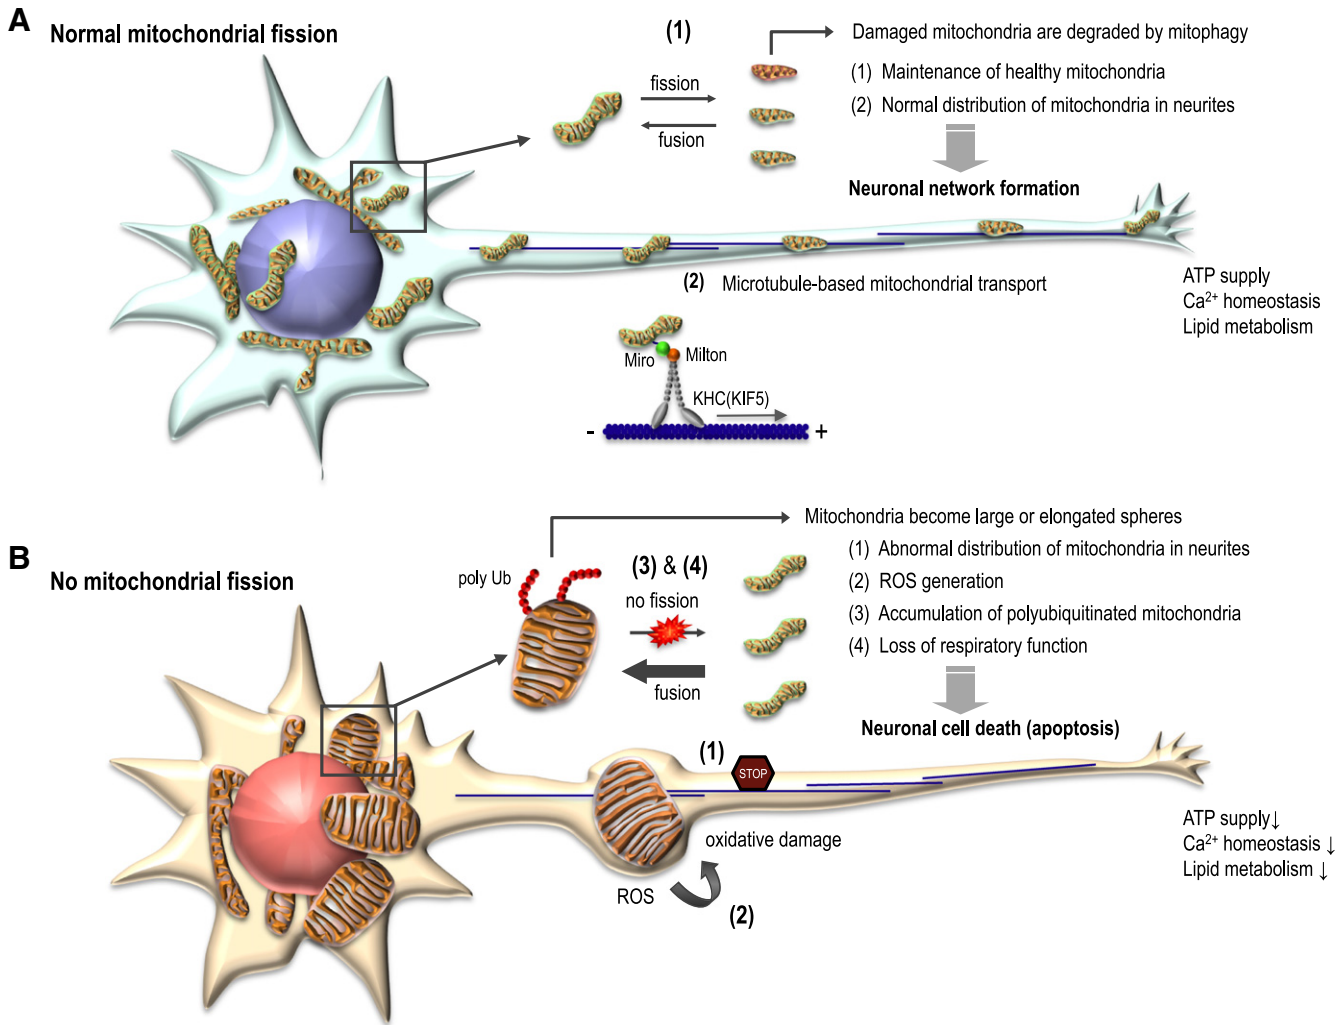 A
Normal mitochondrial fission
(1)
fission
fusion
Damaged mitochondria are degraded by mitophagy
(1) Maintenance of healthy mitochondria
(2) Normal distribution of mitochondria in neurites
Neuronal network formation
(2) Microtubule-based mitochondrial transport
ATP supply
Ca²⁺ homeostasis
Lipid metabolism
Miro
Milton
KHC(KIF5)
- +
B
No mitochondrial fission
poly Ub
(3) & (4)
no fission
fusion
Mitochondria become large or elongated spheres
(1) Abnormal distribution of mitochondria in neurites
(2) ROS generation
(3) Accumulation of polyubiquitinated mitochondria
(4) Loss of respiratory function
Neuronal cell death (apoptosis)
(1)
STOP
oxidative damage
ROS
(2)
ATP supply↓
Ca²⁺ homeostasis ↓
Lipid metabolism ↓